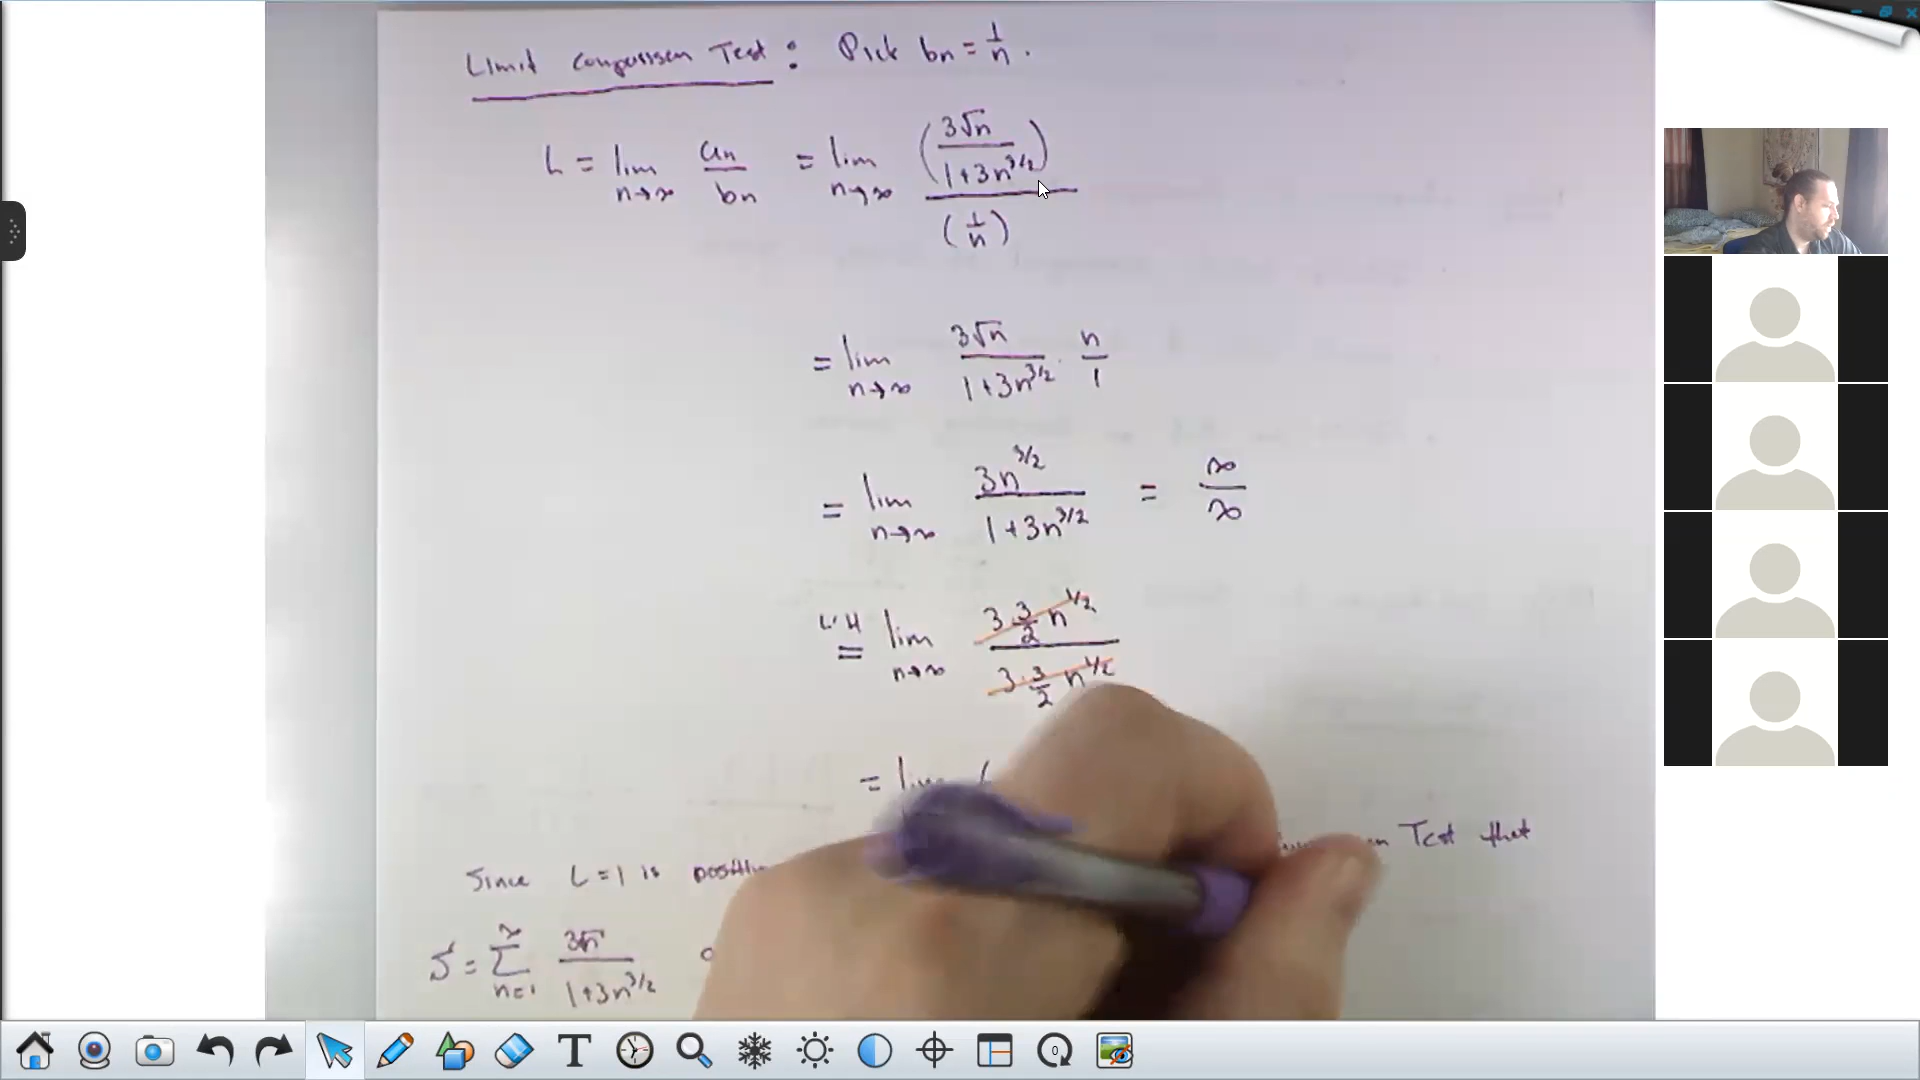 Limit Comparison Test: Pick bn = 1/n.
L = lim n→∞ an/bn = lim n→∞ (3√n/(1+3n^3/2))/(1/n)
= lim n→∞ 3√n/(1+3n^3/2) · n/1
= lim n→∞ 3n^3/2/(1+3n^3/2) = ∞/∞
L'H = lim n→∞ 3·3/2 n^1/2 / 3·3/2 n^1/2
= lim
Since L=1 is Test that
S = ∑ n=1 ∞ 3√n/(1+3n^3/2)
T
0